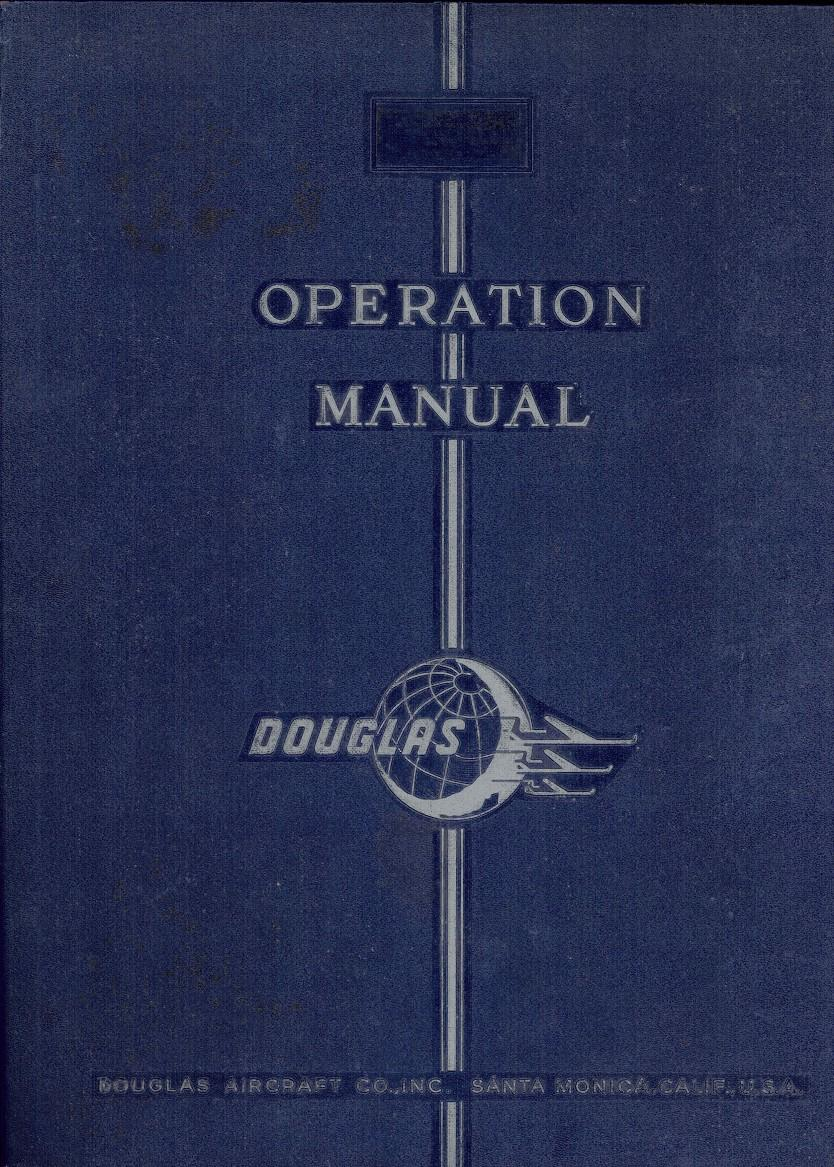 OPERATION
MANUAL
DOUGLAS
DOUGLAS AIRCRAFT CO., INC. SANTA MONICA, CALIF., U.S.A.